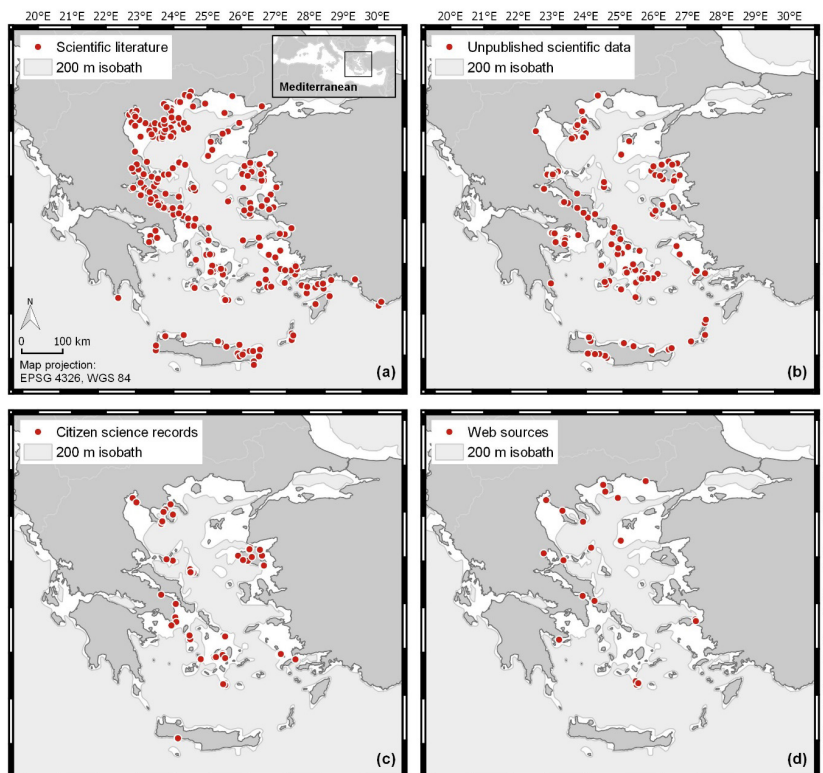 20°E 21°E 22°E 23°E 24°E 25°E 26°E 27°E 28°E 29°E 30°E
20°E 21°E 22°E 23°E 24°E 25°E 26°E 27°E 28°E 29°E 30°E
Scientific literature
200 m isobath
Mediterranean
N
0 100 km
Map projection:
EPSG 4326, WGS 84
(a)
Unpublished scientific data
200 m isobath
(b)
Citizen science records
200 m isobath
(c)
Web sources
200 m isobath
(d)